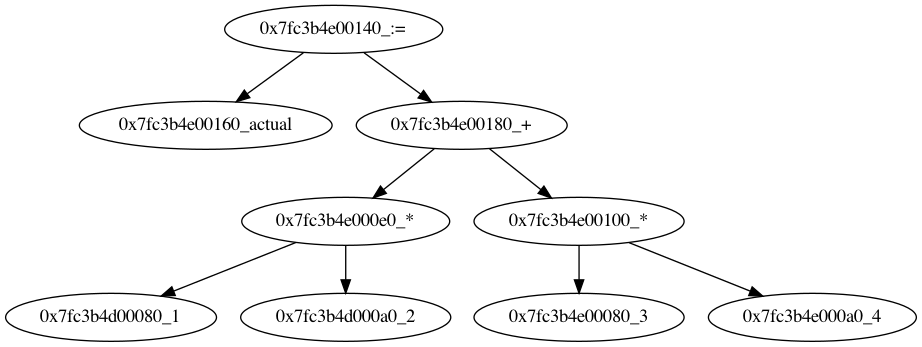 0x7fc3b4e00140_:=
0x7fc3b4e00160_actual
0x7fc3b4e00180_+
0x7fc3b4e000e0_*
0x7fc3b4e00100_*
0x7fc3b4d00080_1
0x7fc3b4d000a0_2
0x7fc3b4e00080_3
0x7fc3b4e000a0_4